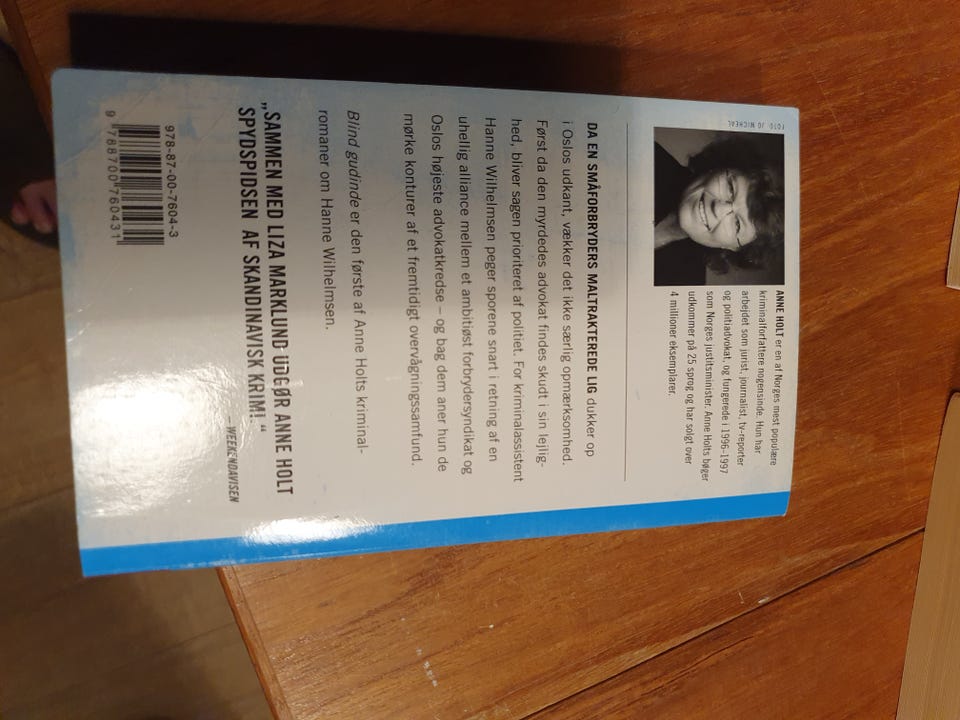 FOTO: JO MICHEAL
ANNE HOLT er en af Norges mest populære
kriminalforfattere nogensinde. Hun har
arbejdet som jurist, journalist, tv-reporter
og politiadvokat, og fungerede i 1996-1997
som Norges justitsminister. Anne Holts bøger
udkommer på 25 sprog og har solgt over
4 millioner eksemplarer.
DA EN SMÅFORBRYDERS MALTRAKTEREDE LIG dukker op
i Oslos udkant, vækker det ikke særlig opmærksomhed.
Først da den myrdedes advokat findes skudt i sin lejlig-
hed, bliver sagen prioriteret af politiet. For kriminalassistent
Hanne Wilhelmsen peger sporene snart i retning af en
uhellig alliance mellem et ambitiøst forbrydersyndikat og
Oslos højeste advokatkredse – og bag dem aner hun de
mørke konturer af et fremtidigt overvågningssamfund.
Blind gudinde er den første af Anne Holts kriminal-
romaner om Hanne Wilhelmsen.
„SAMMEN MED LIZA MARKLUND UDGØR ANNE HOLT
SPYDSPIDSEN AF SKANDINAVISK KRIMI."
– WEEKENDAVISEN
978-87-00-7604-3
9 788700 760431